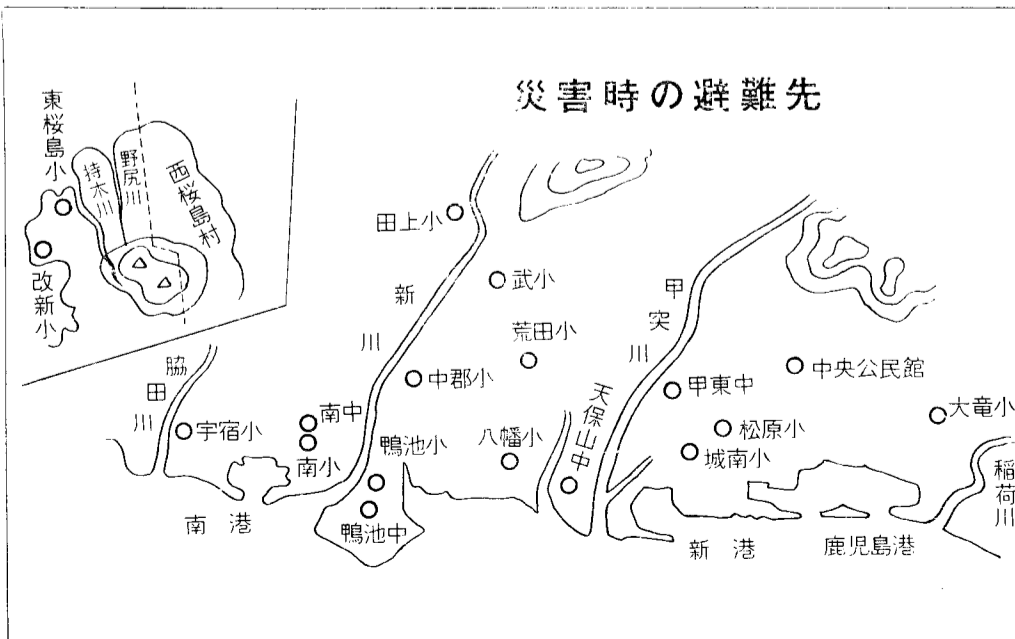 災害時の避難先
東桜島小
持木川
野尻川
西桜島村
改新小
田上小
武小
新川
荒田小
甲突川
脇田川
中郡小
宇宿小
南中
南小
鴨池小
鴨池中
八幡小
天保山中
甲東中
中央公民館
松原小
城南小
大竜小
稲荷川
南港
新港
鹿児島港